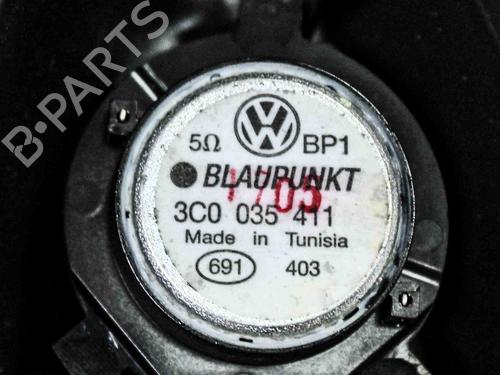 B-PARTS
5Ω VW BP1
BLAUPUNKT
1705
3C0 035 411
Made in Tunisia
691 403